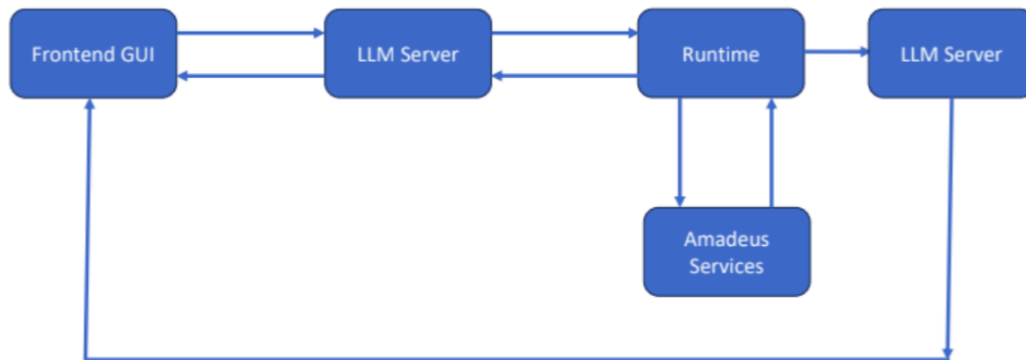 Frontend GUI
LLM Server
Runtime
LLM Server
Amadeus
Services